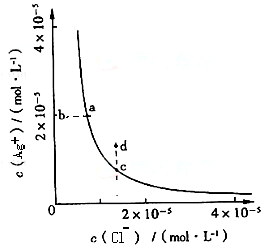 4×10⁻⁵
2×10⁻⁵
c (Ag⁺) / (mol · L⁻¹)
b
a
d
c
0
2×10⁻⁵
4×10⁻⁵
c (Cl⁻) / (mol · L⁻¹)